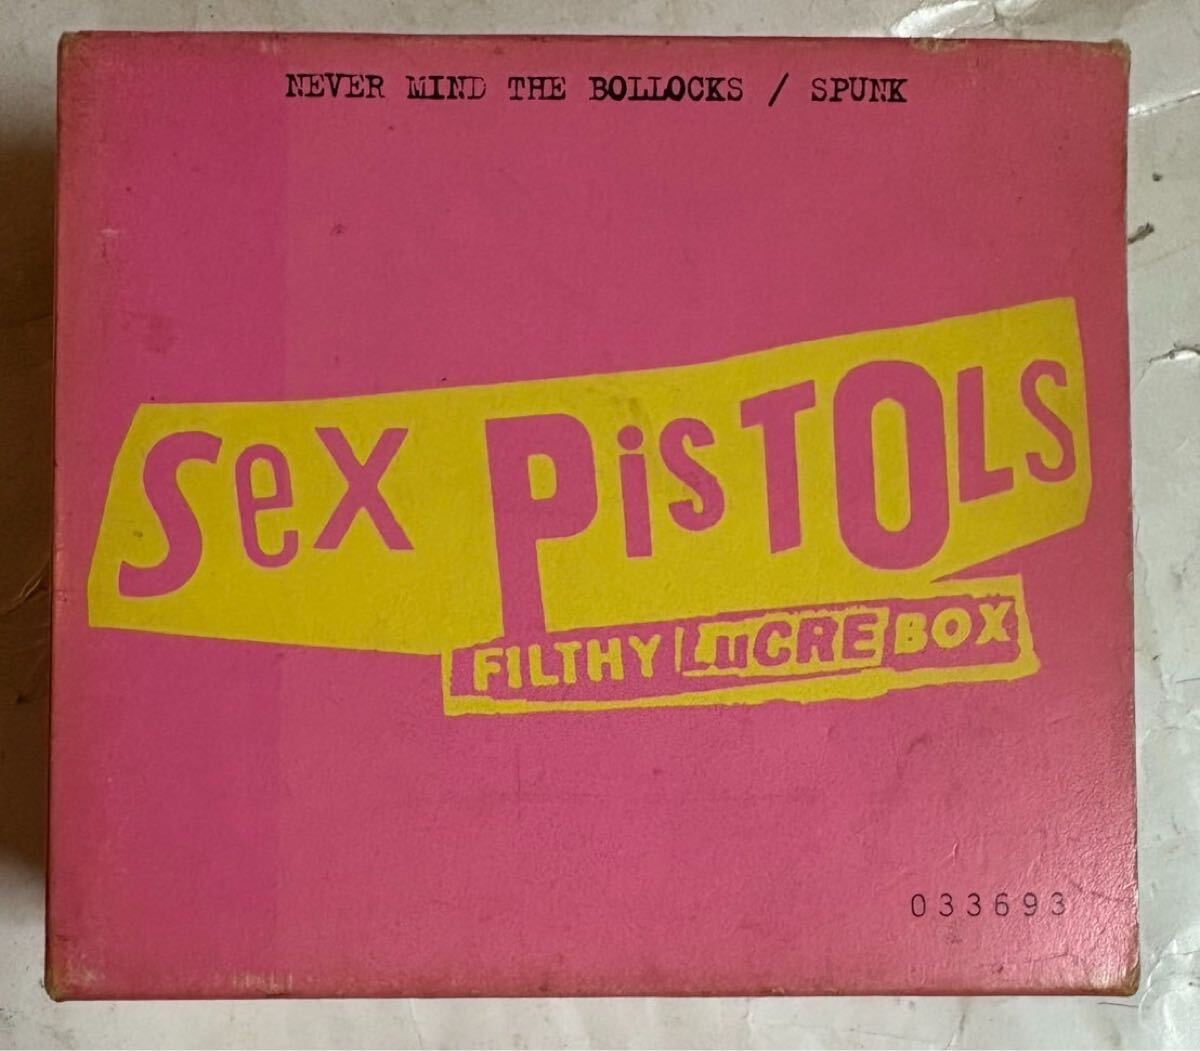 NEVER MIND THE BOLLOCKS / SPUNK
Sex PiSTOLS
FILTHY LuCRE BOX
033693